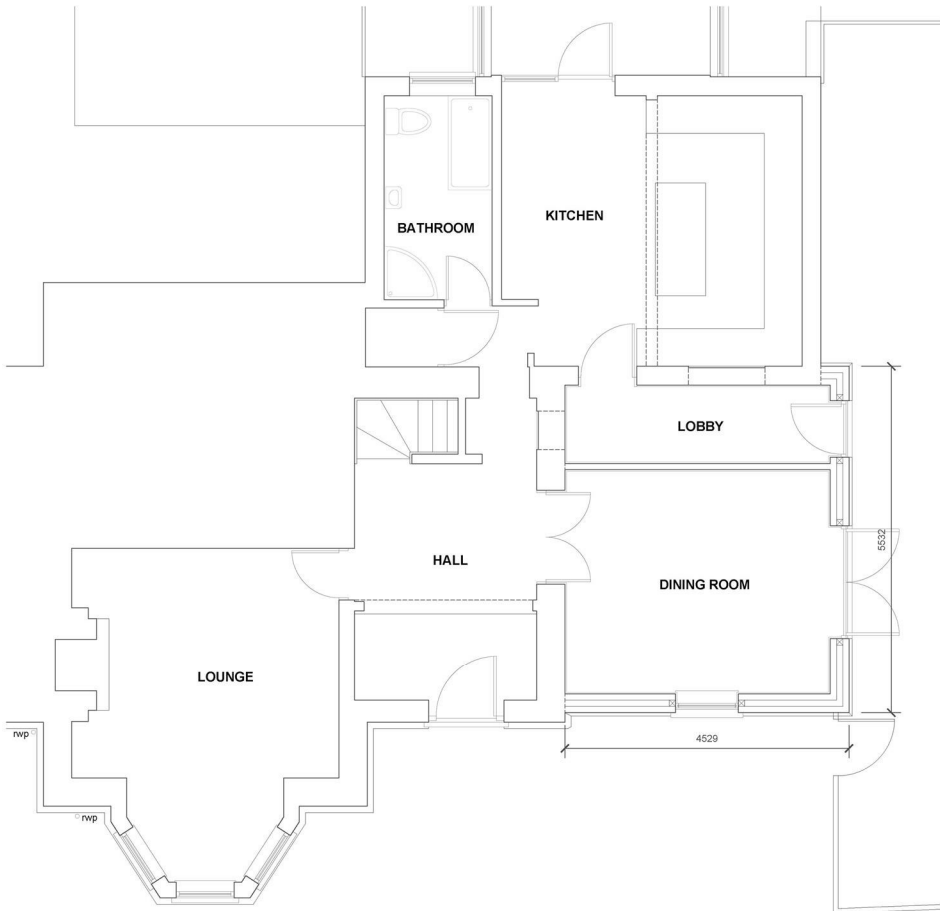 KITCHEN
BATHROOM
LOBBY
5532
HALL
DINING ROOM
LOUNGE
rwp
4529
rwp